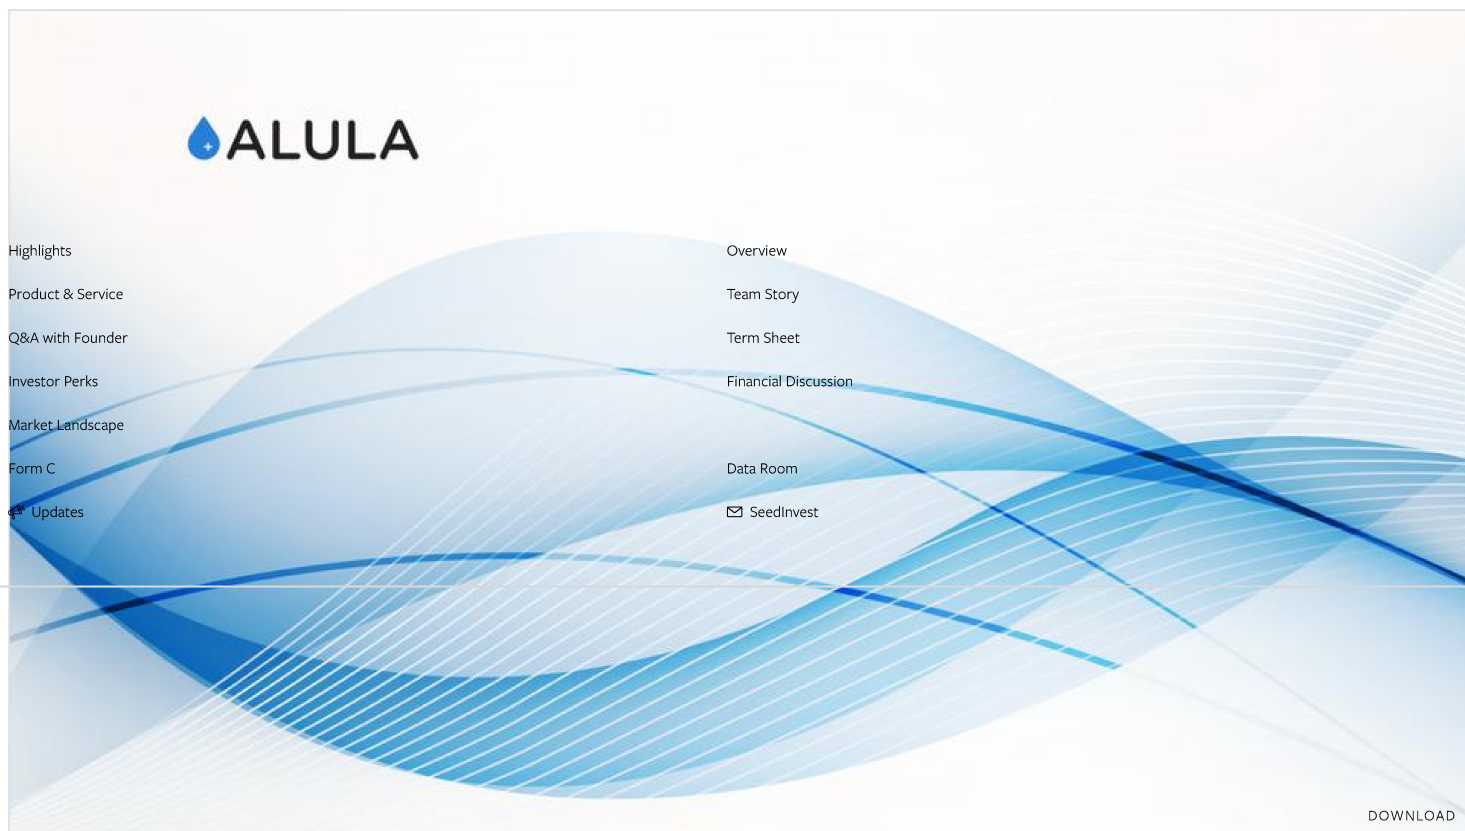 ALULA
Highlights
Overview
Product & Service
Team Story
Q&A with Founder
Term Sheet
Investor Perks
Financial Discussion
Market Landscape
Form C
Data Room
Updates
SeedInvest
DOWNLOAD